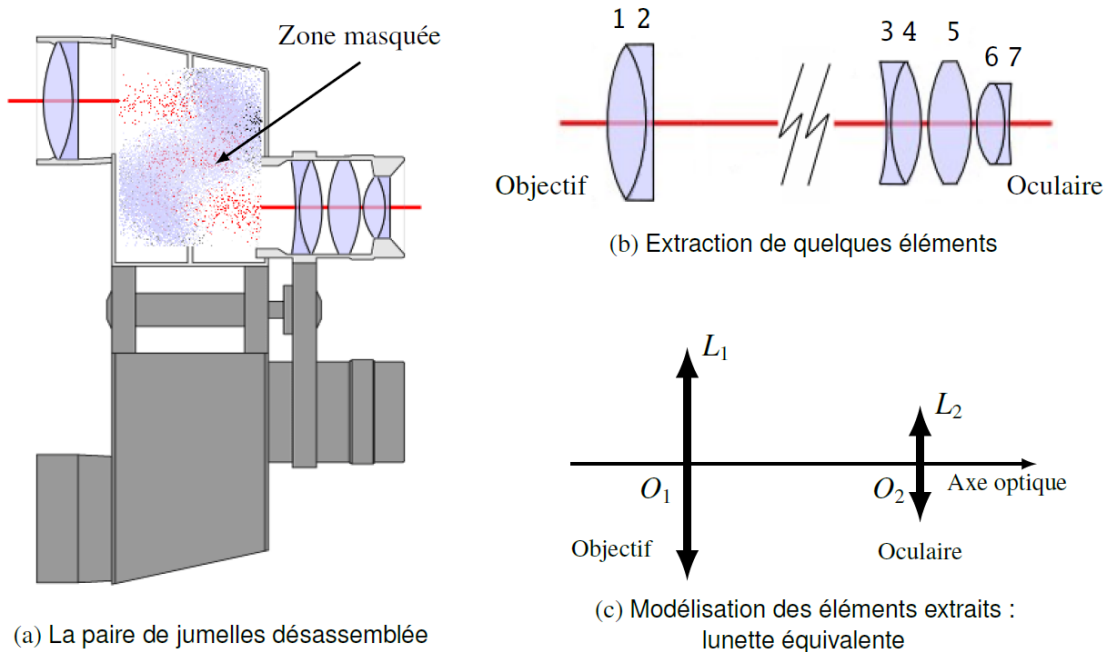 Zone masquée
(a) La paire de jumelles désassemblée
1 2 3 4 5 6 7
Objectif
Oculaire
(b) Extraction de quelques éléments
L1
L2
O1
O2
Axe optique
Objectif
Oculaire
(c) Modélisation des éléments extraits :
lunette équivalente